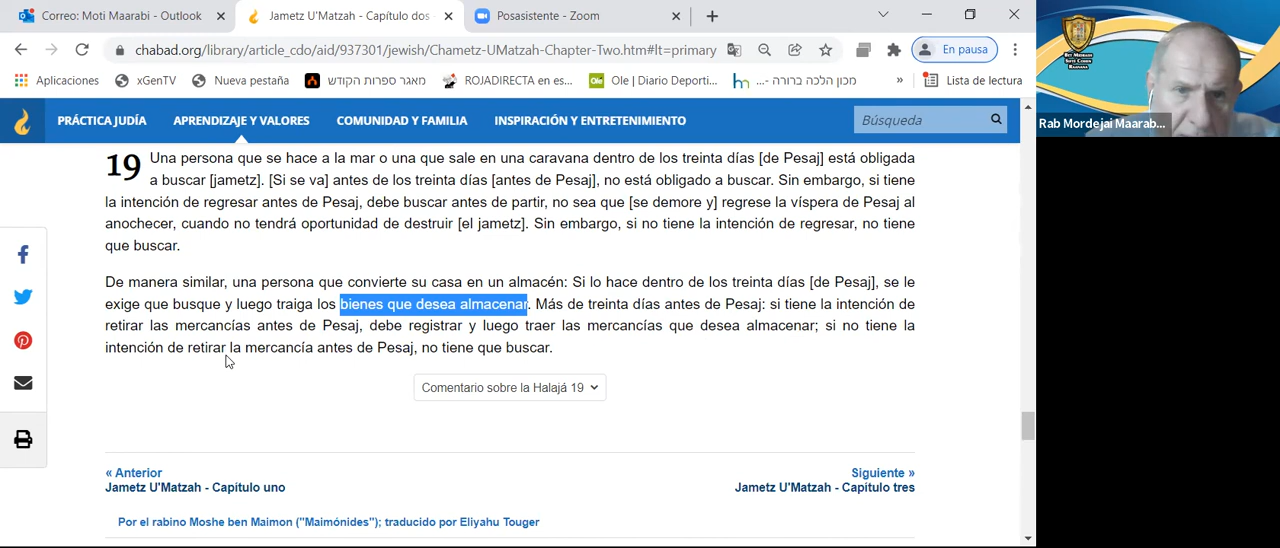 Correo: Moti Maarabi - Outlook
Jametz U'Matzah - Capítulo dos
Posasistente - Zoom
chabad.org/library/article_cdo/aid/937301/jewish/Chametz-UMatzah-Chapter-Two.htm#lt=primary
En pausa
Aplicaciones
xGenTV
Nueva pestaña
מאגר ספרות הקודש
ROJADIRECTA en es...
Ole | Diario Deporti...
מכון הלכה ברורה -...
»
Lista de lectura
PRÁCTICA JUDÍA
APRENDIZAJE Y VALORES
COMUNIDAD Y FAMILIA
INSPIRACIÓN Y ENTRETENIMIENTO
Búsqueda
Rab Mordejai Maarab...
19 Una persona que se hace a la mar o una que sale en una caravana dentro de los treinta días [de Pesaj] está obligada
a buscar [jametz]. [Si se va] antes de los treinta días [antes de Pesaj], no está obligado a buscar. Sin embargo, si tiene
la intención de regresar antes de Pesaj, debe buscar antes de partir, no sea que [se demore y] regrese la víspera de Pesaj al
anochecer, cuando no tendrá oportunidad de destruir [el jametz]. Sin embargo, si no tiene la intención de regresar, no tiene
que buscar.
De manera similar, una persona que convierte su casa en un almacén: Si lo hace dentro de los treinta días [de Pesaj], se le
exige que busque y luego traiga los bienes que desea almacenar. Más de treinta días antes de Pesaj: si tiene la intención de
retirar las mercancías antes de Pesaj, debe registrar y luego traer las mercancías que desea almacenar; si no tiene la
intención de retirar la mercancía antes de Pesaj, no tiene que buscar.
Comentario sobre la Halajá 19
« Anterior
Jametz U'Matzah - Capítulo uno
Siguiente »
Jametz U'Matzah - Capítulo tres
Por el rabino Moshe ben Maimon ("Maimónides"); traducido por Eliyahu Touger